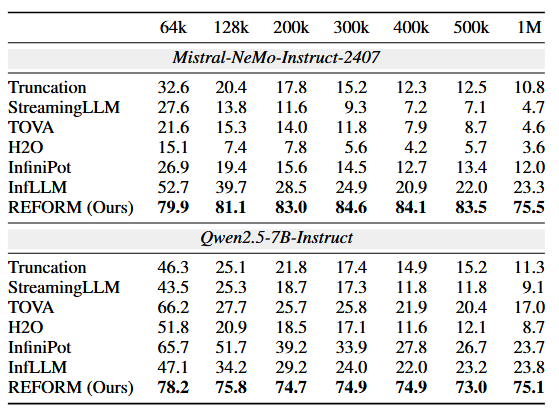 64k 128k 200k 300k 400k 500k 1M
Mistral-NeMo-Instruct-2407
Truncation 32.6 20.4 17.8 15.2 12.3 12.5 10.8
StreamingLLM 27.6 13.8 11.6 9.3 7.2 7.1 4.7
TOVA 21.6 15.3 14.0 11.8 7.9 8.7 4.6
H2O 15.1 7.4 7.8 5.6 4.2 5.7 3.6
InfiniPot 26.9 19.4 15.6 14.5 12.7 13.4 12.0
InfLLM 52.7 39.7 28.5 24.9 20.9 22.0 23.3
REFORM (Ours) 79.9 81.1 83.0 84.6 84.1 83.5 75.5
Qwen2.5-7B-Instruct
Truncation 46.3 25.1 21.8 17.4 14.9 15.2 11.3
StreamingLLM 43.5 25.3 18.7 17.3 11.8 11.8 9.1
TOVA 66.2 27.7 25.7 25.8 21.9 20.4 17.0
H2O 51.8 20.9 18.5 17.1 11.6 12.1 8.7
InfiniPot 65.7 51.7 39.2 33.9 27.8 26.7 23.7
InfLLM 47.1 34.2 29.2 24.0 22.0 23.2 23.8
REFORM (Ours) 78.2 75.8 74.7 74.9 74.9 73.0 75.1